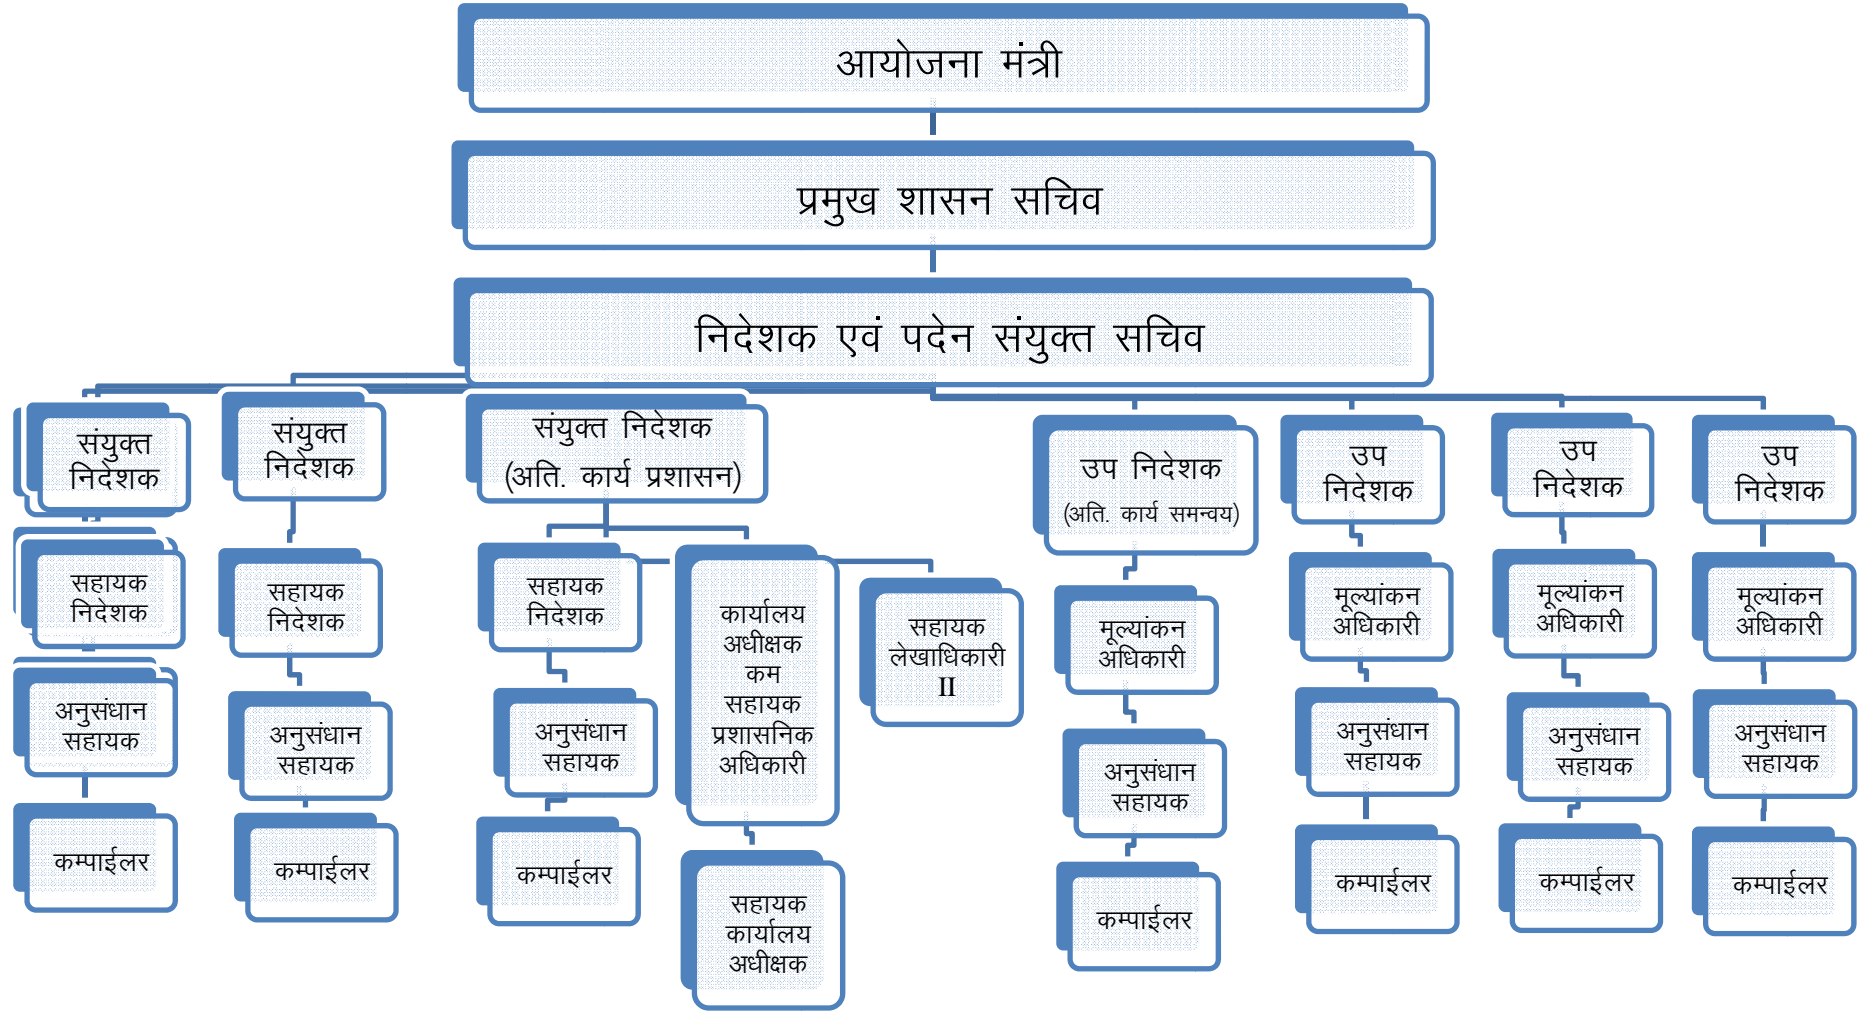 आयोजना मंत्री
प्रमुख शासन सचिव
निदेशक एवं पदेन संयुक्त सचिव
संयुक्त
निदेशक
संयुक्त
निदेशक
संयुक्त निदेशक
(अति. कार्य प्रशासन)
उप निदेशक
(अति. कार्य समन्वय)
उप
निदेशक
उप
निदेशक
उप
निदेशक
सहायक
निदेशक
सहायक
निदेशक
सहायक
निदेशक
कार्यालय
अधीक्षक
कम
सहायक
प्रशासनिक
अधिकारी
सहायक
लेखाधिकारी
II
मूल्यांकन
अधिकारी
मूल्यांकन
अधिकारी
मूल्यांकन
अधिकारी
मूल्यांकन
अधिकारी
अनुसंधान
सहायक
अनुसंधान
सहायक
अनुसंधान
सहायक
अनुसंधान
सहायक
अनुसंधान
सहायक
अनुसंधान
सहायक
अनुसंधान
सहायक
कम्पाईलर
कम्पाईलर
कम्पाईलर
सहायक
कार्यालय
अधीक्षक
कम्पाईलर
कम्पाईलर
कम्पाईलर
कम्पाईलर